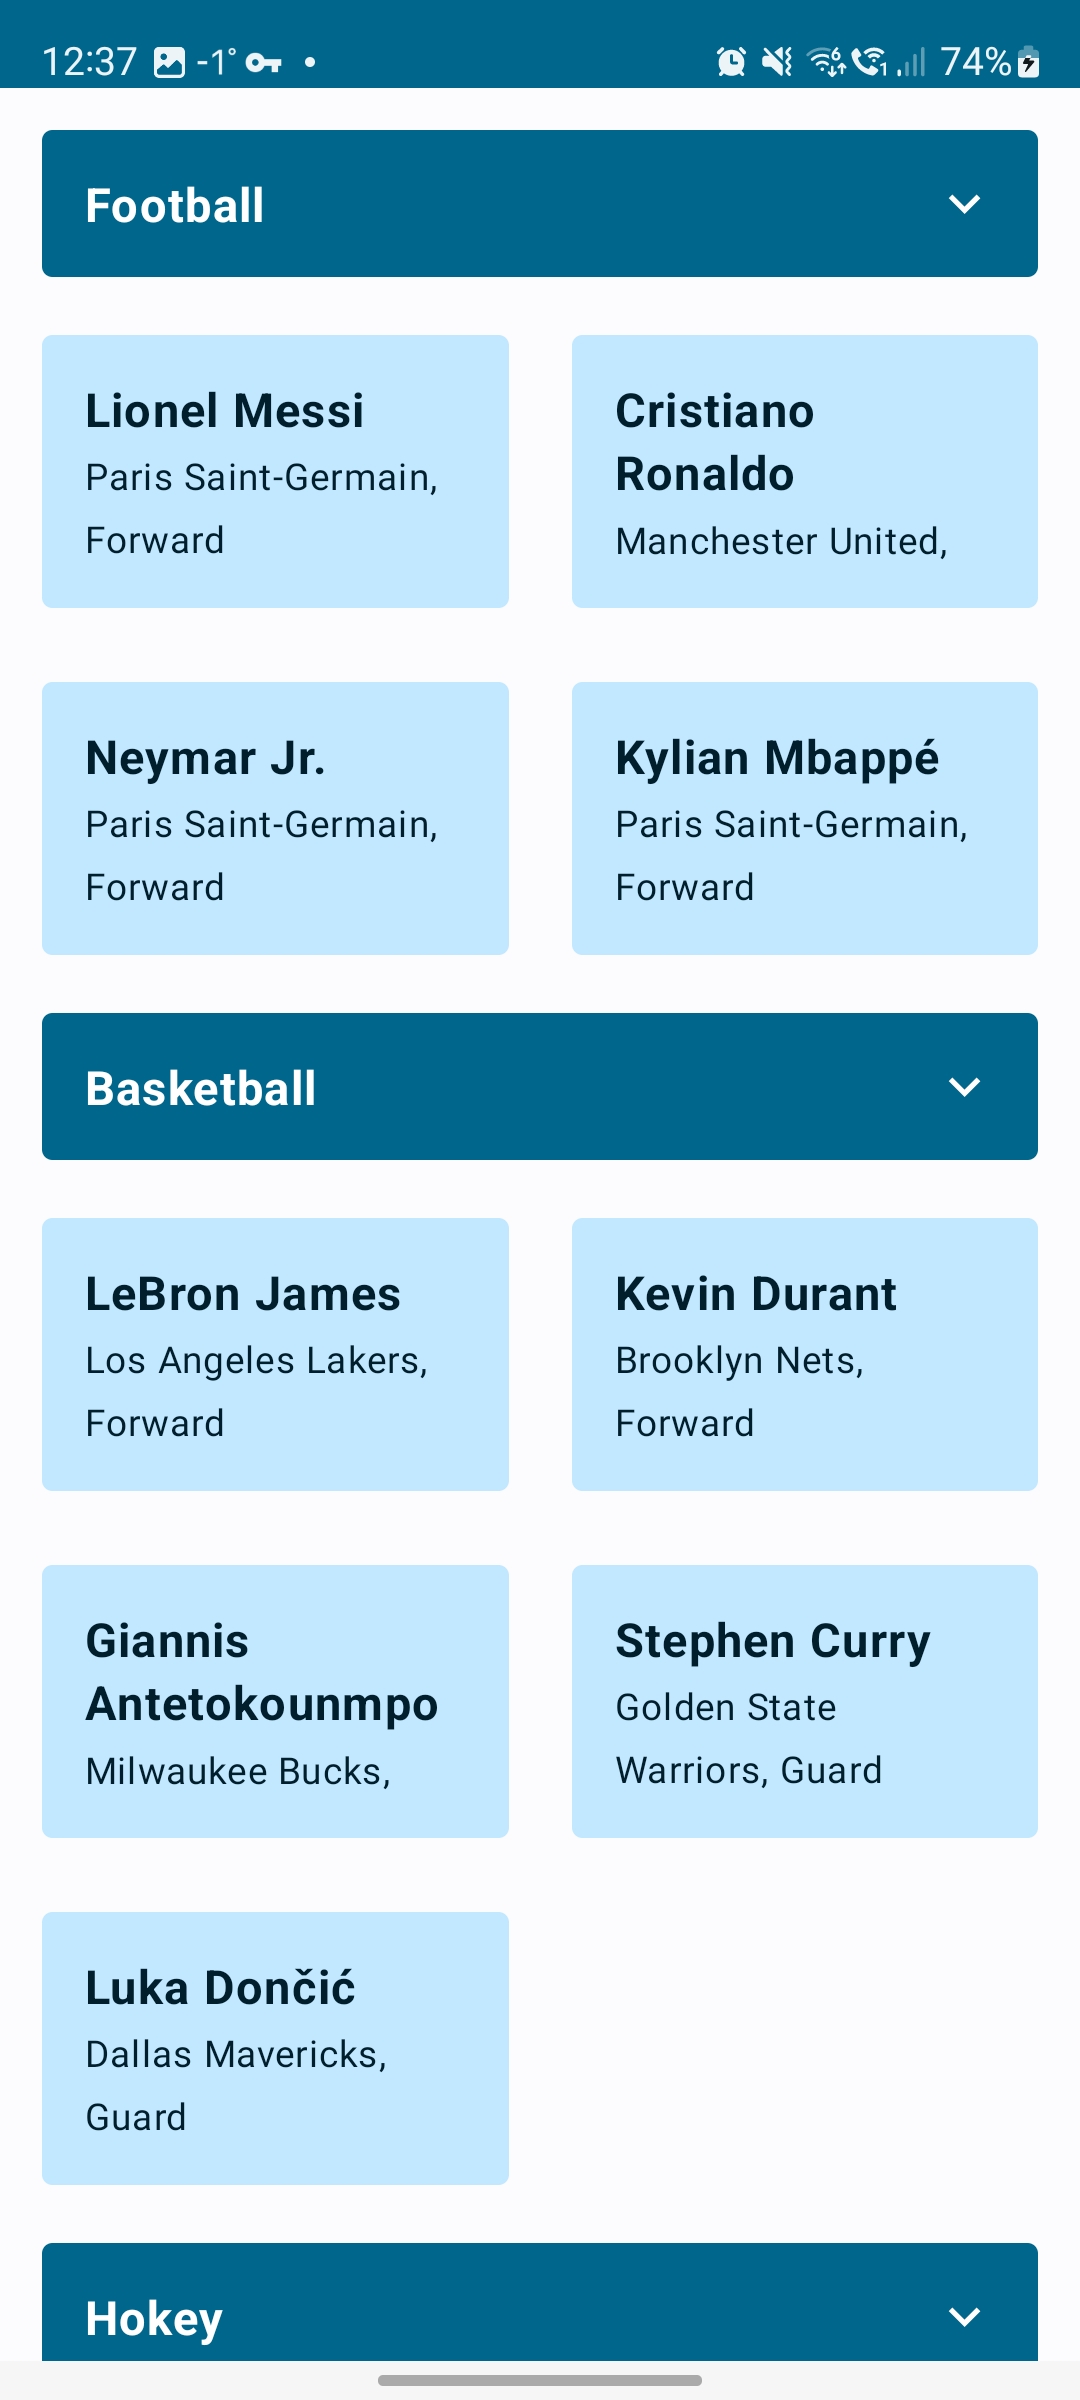 12:37 -1° 74%
Football
Lionel Messi
Paris Saint-Germain,
Forward
Cristiano
Ronaldo
Manchester United,
Neymar Jr.
Paris Saint-Germain,
Forward
Kylian Mbappé
Paris Saint-Germain,
Forward
Basketball
LeBron James
Los Angeles Lakers,
Forward
Kevin Durant
Brooklyn Nets,
Forward
Giannis
Antetokounmpo
Milwaukee Bucks,
Stephen Curry
Golden State
Warriors, Guard
Luka Dončić
Dallas Mavericks,
Guard
Hokey